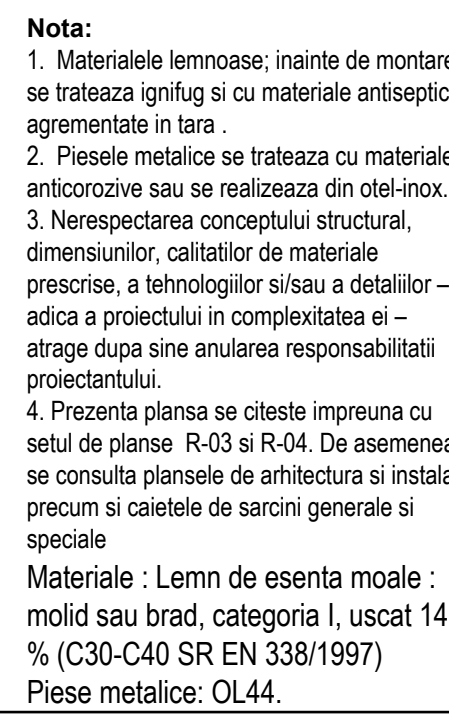 Nota:
1. Materialele lemnoase; inainte de montare
se trateaza ignifug si cu materiale antiseptic
agrementate in tara .
2. Piesele metalice se trateaza cu materiale
anticorozive sau se realizeaza din otel-inox.
3. Nerespectarea conceptului structural,
dimensiunilor, calitatilor de materiale
prescrise, a tehnologiilor si/sau a detaliilor –
adica a proiectului in complexitatea ei –
atrage dupa sine anularea responsabilitatii
proiectantului.
4. Prezenta plansa se citeste impreuna cu
setul de planse R-03 si R-04. De asemenea
se consulta plansele de arhitectura si instala
precum si caietele de sarcini generale si
speciale
Materiale : Lemn de esenta moale :
molid sau brad, categoria I, uscat 14
% (C30-C40 SR EN 338/1997)
Piese metalice: OL44.